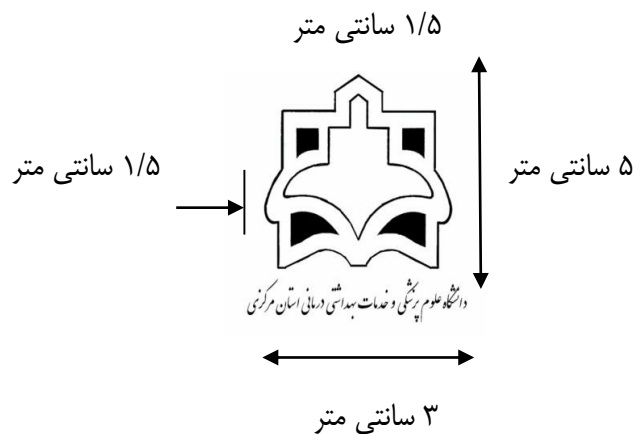 ۱/۵ سانتی متر
۱/۵ سانتی متر
۵ سانتی متر
دانشگاه علوم پزشکی و خدمات بهداشتی درمانی استان مرکزی
۳ سانتی متر